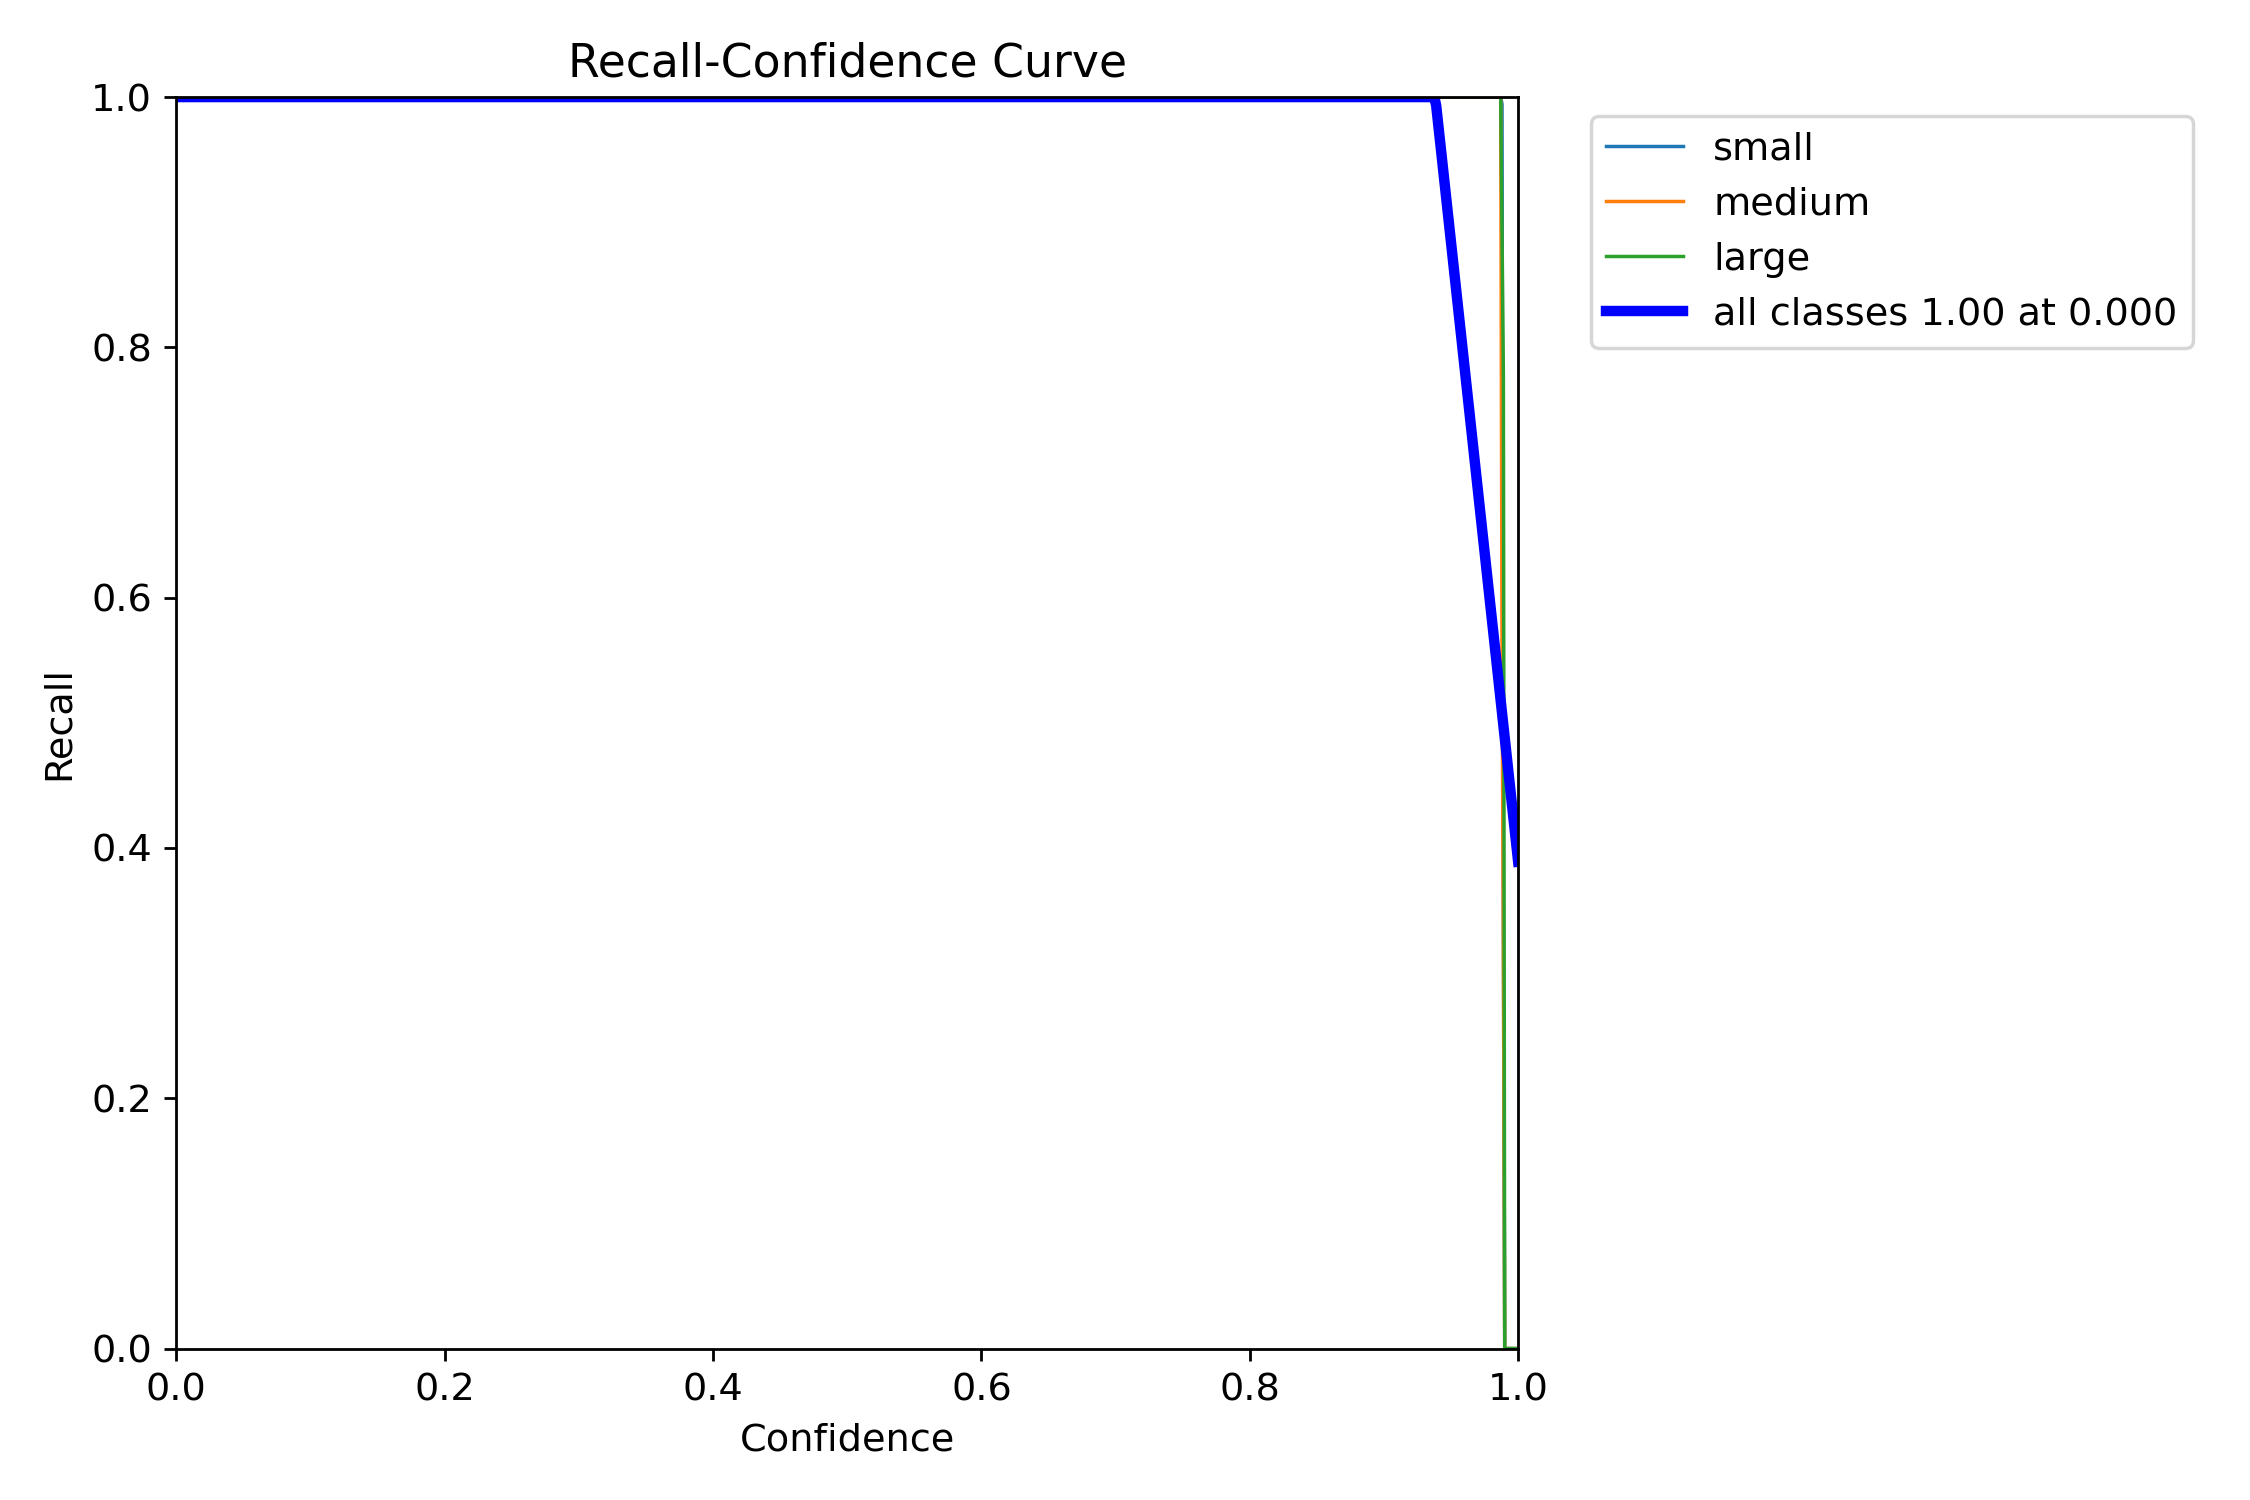 Recall-Confidence Curve
1.0
0.8
0.6
0.4
0.2
0.0
Recall
0.0 0.2 0.4 0.6 0.8 1.0
Confidence
small
medium
large
all classes 1.00 at 0.000